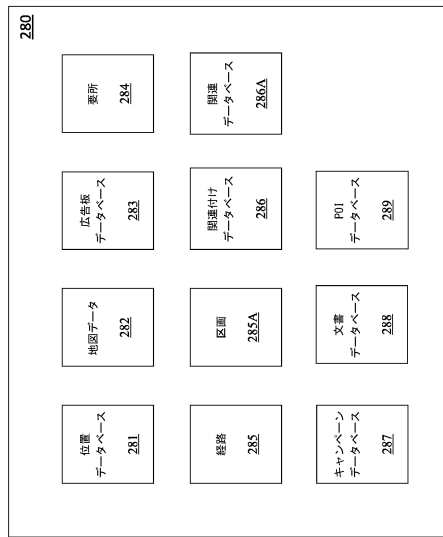 280
位置
データベース
281
地図データ
282
広告板
データベース
283
要所
284
経路
285
区画
285A
関連付け
データベース
286
関連
データベース
286A
キャンペーン
データベース
287
文書
データベース
288
POI
データベース
289